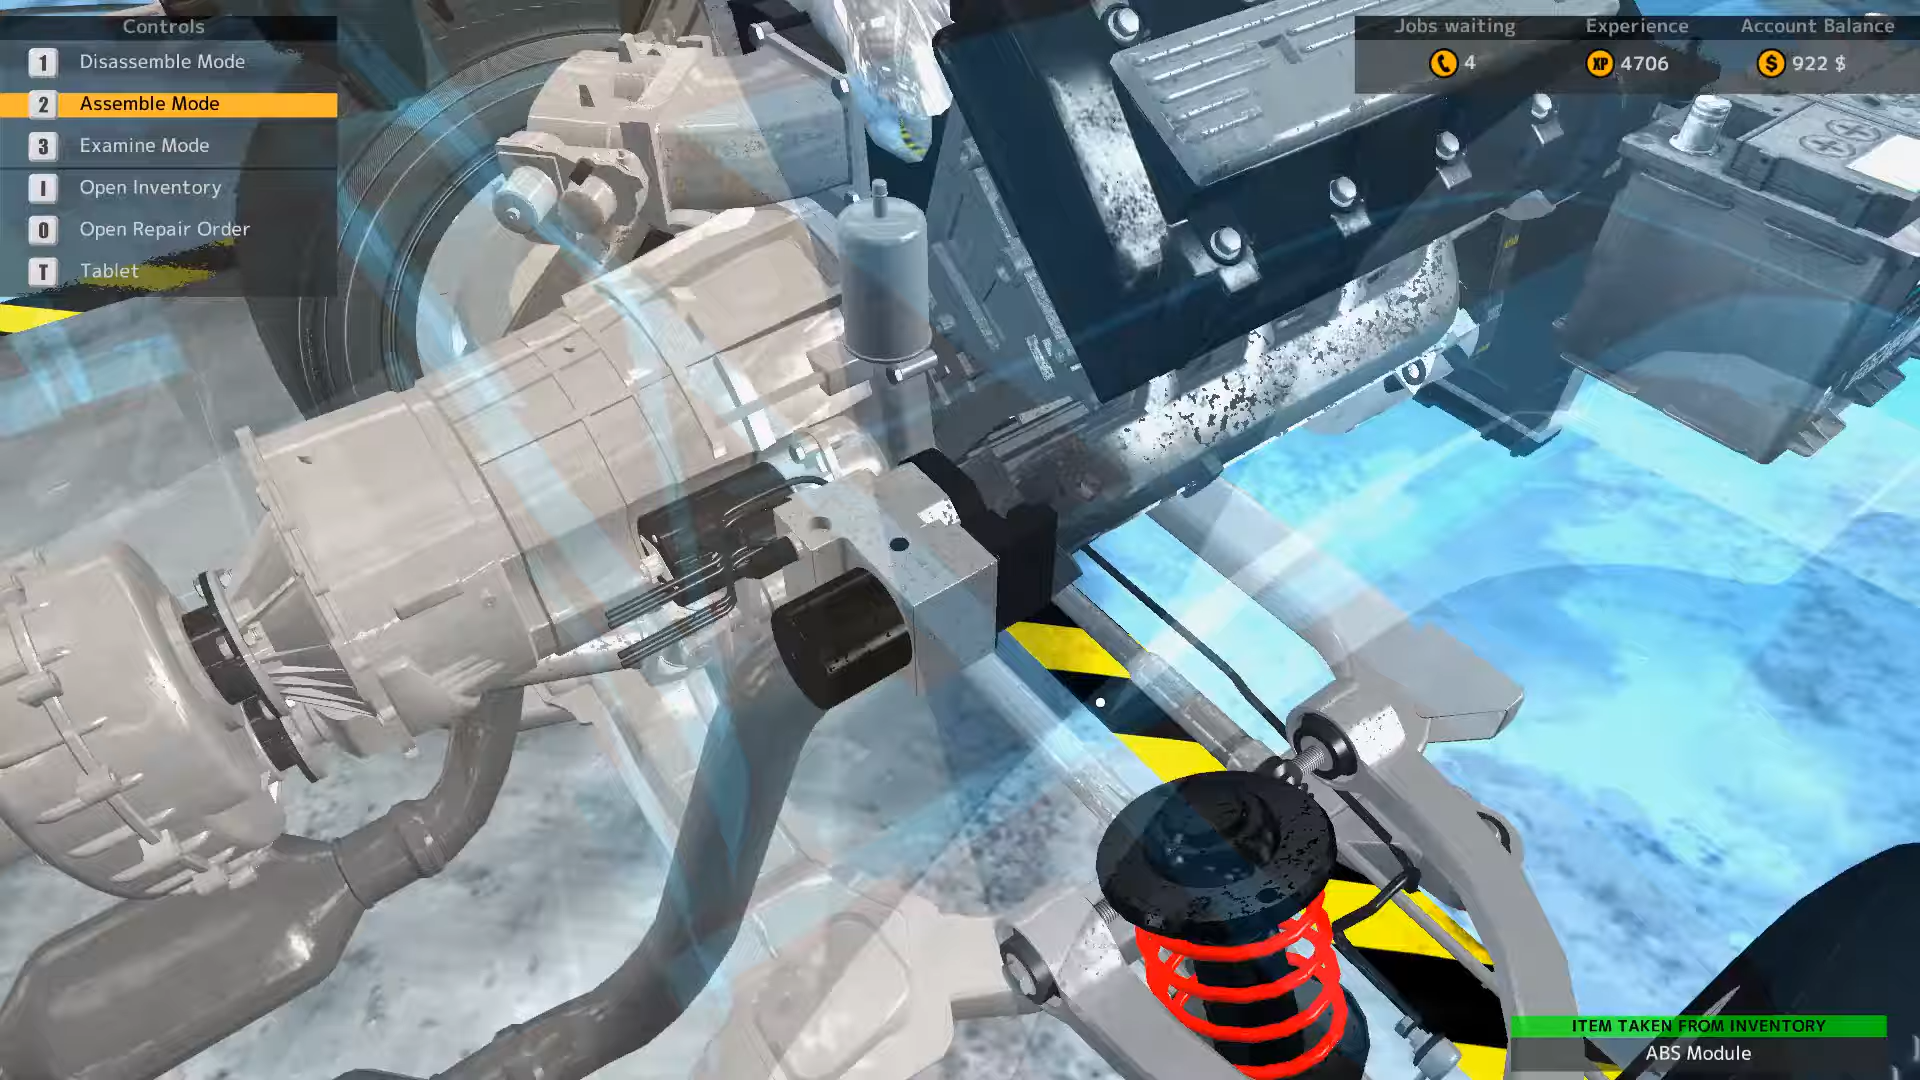 Controls
1 Disassemble Mode
2 Assemble Mode
3 Examine Mode
I Open Inventory
O Open Repair Order
T Tablet
Jobs waiting Experience Account Balance
4 XP 4706 $ 922 $
ITEM TAKEN FROM INVENTORY
ABS Module